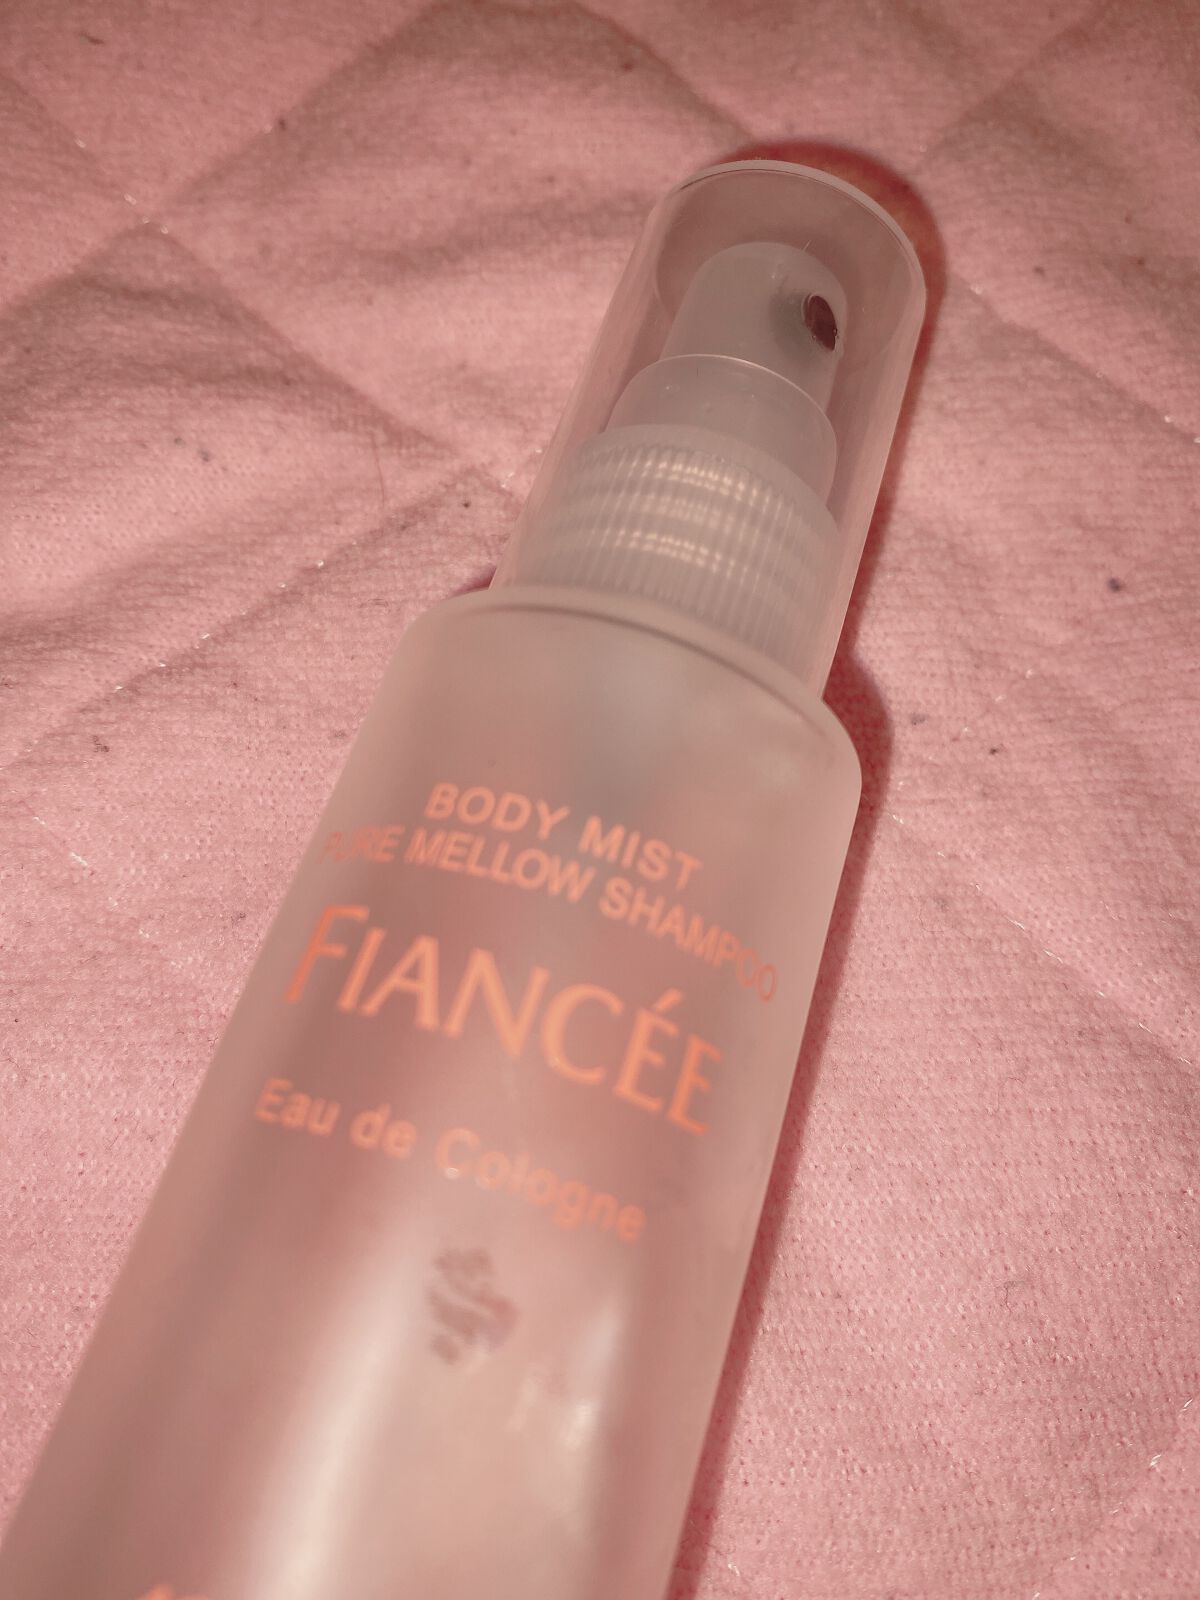 BODY MIST
PURE MELLOW SHAMPOO
FIANCÉE
Eau de Cologne